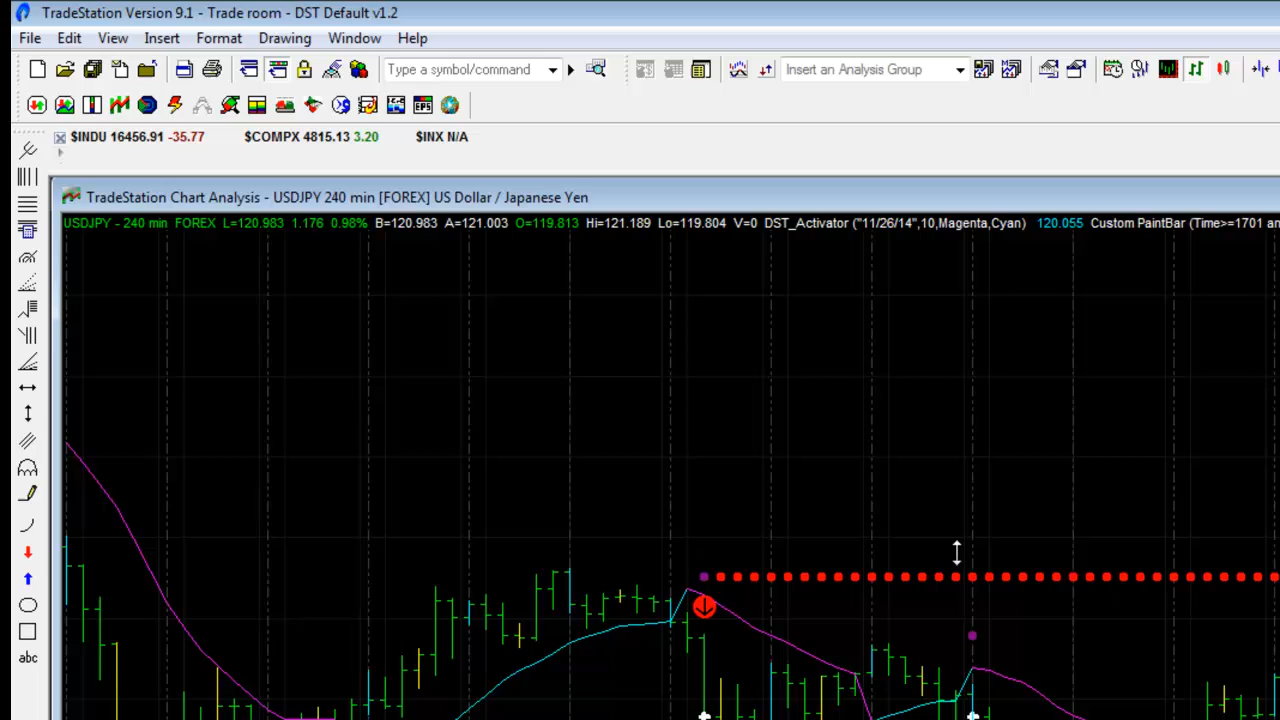 TradeStation Version 9.1 - Trade room - DST Default v1.2
File Edit View Insert Format Drawing Window Help
Type a symbol/command Insert an Analysis Group
EPS
$INDU 16456.91 -35.77 $COMPX 4815.13 3.20 $INX N/A
TradeStation Chart Analysis - USDJPY 240 min [FOREX] US Dollar / Japanese Yen
USDJPY - 240 min FOREX L=120.983 1.176 0.98% B=120.983 A=121.003 O=119.813 Hi=121.189 Lo=119.804 V=0 DST_Activator ("11/26/14",10,Magenta,Cyan) 120.055 Custom PaintBar (Time>=1701 an
abc